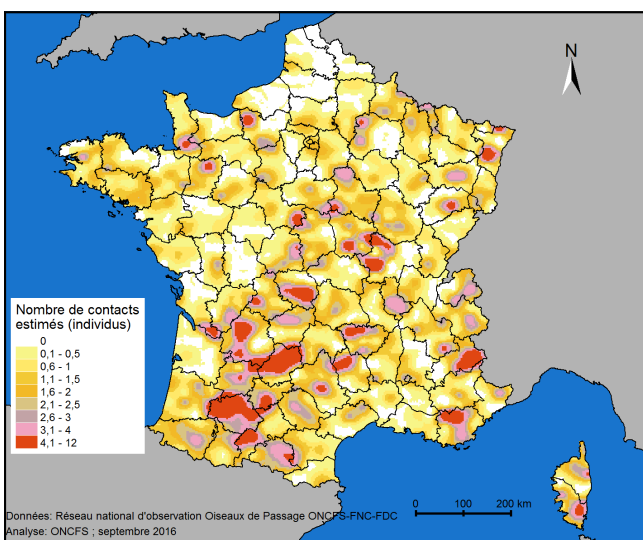 N
Nombre de contacts
estimés (individus)
0
0,1 - 0,5
0,6 - 1
1,1 - 1,5
1,6 - 2
2,1 - 2,5
2,6 - 3
3,1 - 4
4,1 - 12
0 100 200 km
Données: Réseau national d'observation Oiseaux de Passage ONCFS-FNC-FDC
Analyse: ONCFS ; septembre 2016